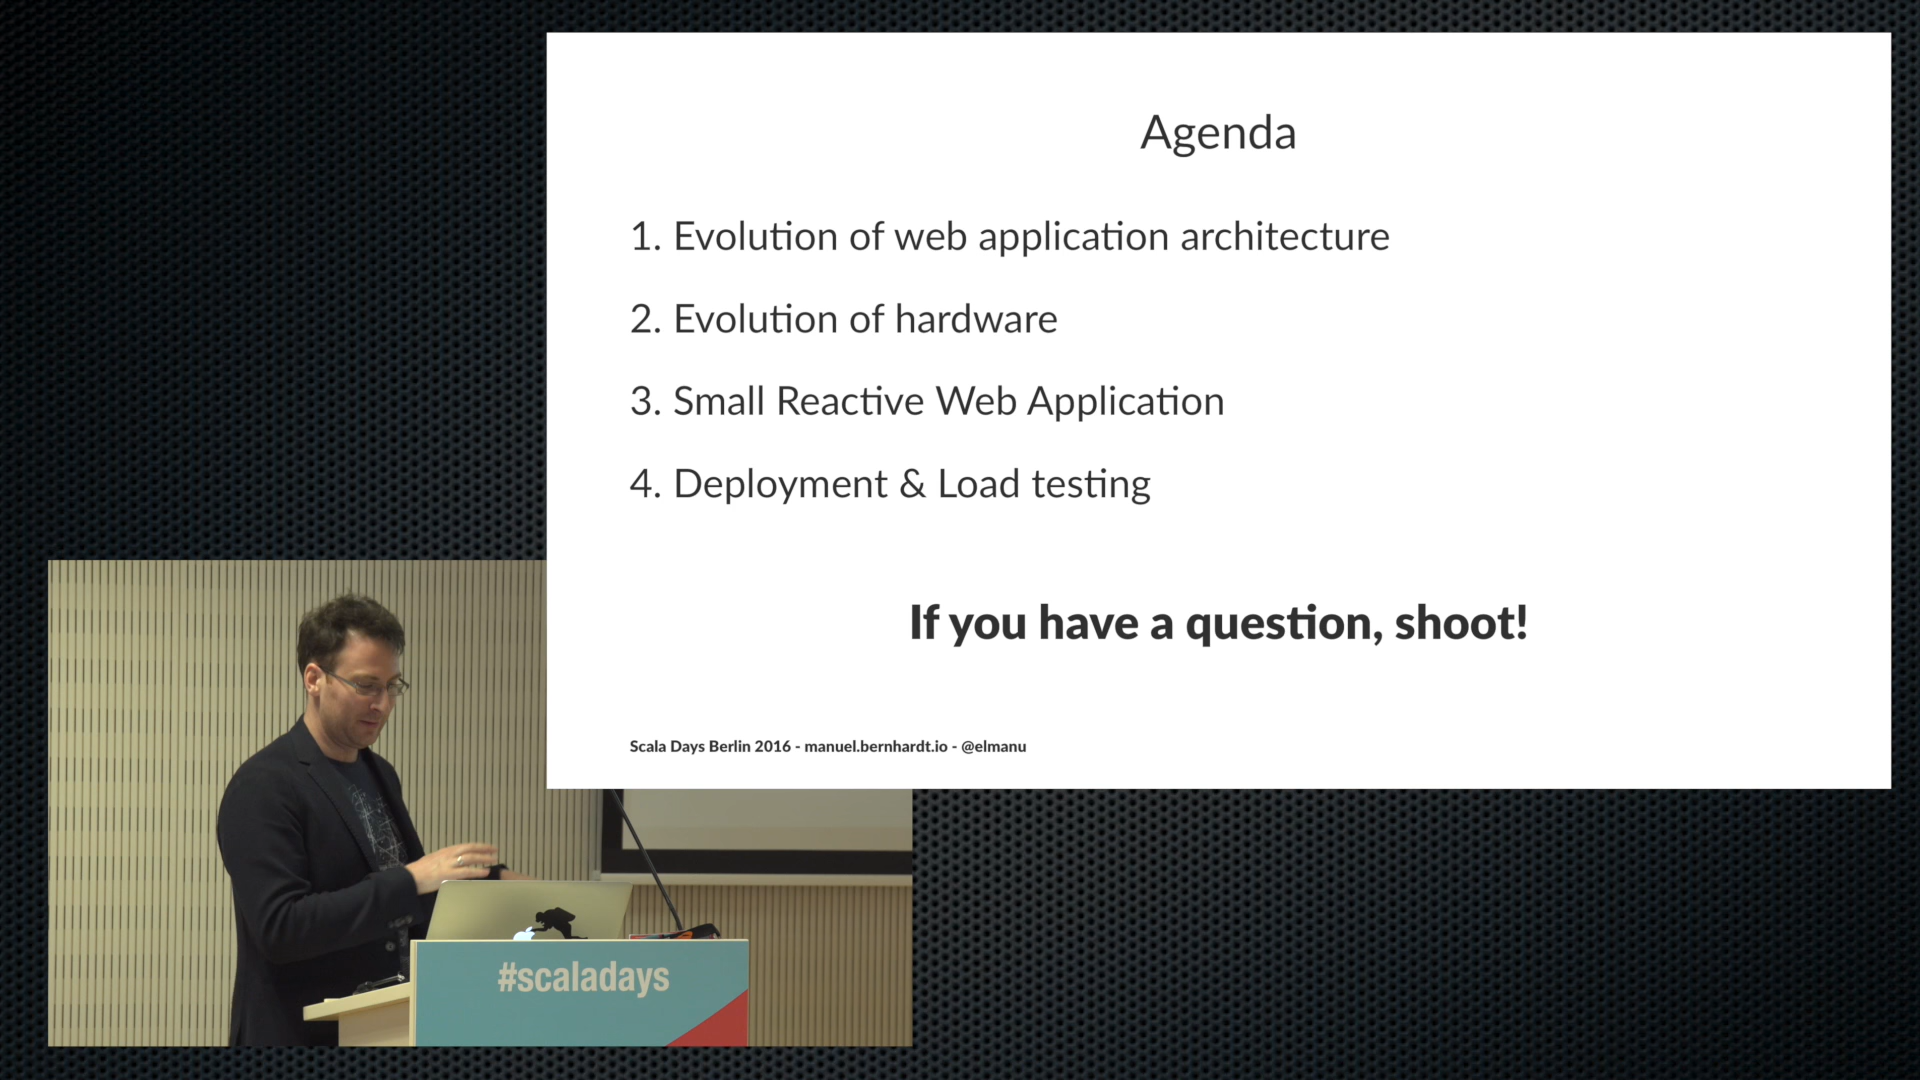 Agenda
1. Evolution of web application architecture
2. Evolution of hardware
3. Small Reactive Web Application
4. Deployment & Load testing
If you have a question, shoot!
Scala Days Berlin 2016 - manuel.bernhardt.io - @elmanu
#scaladays